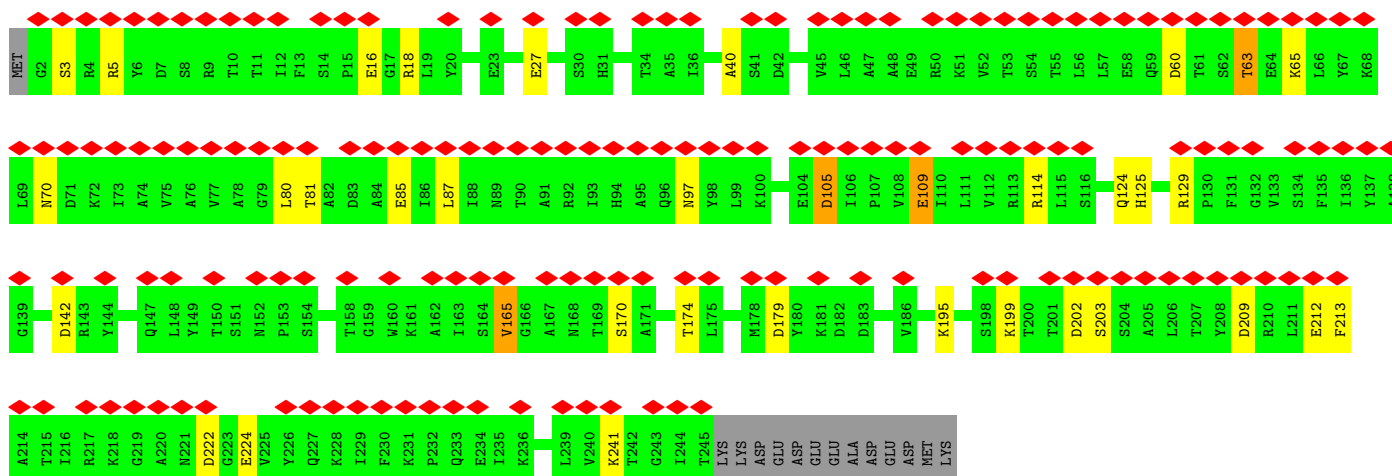 MET G2 S3 R4 R5 Y6 D7 S8 R9 T10 T11 I12 F13 S14 P15 E16 G17 R18 L19 Y20 E23 E27 S30 H31 T34 A35 I36 A40 S41 D42 V45 L46 A47 A48 E49 R50 K51 V52 T53 S54 T55 L56 L57 E58 Q59 D60 T61 S62 T63 E64 K65 L66 Y67 K68
L69 N70 D71 K72 I73 A74 V75 A76 V77 A78 G79 L80 T81 A82 D83 A84 E85 I86 L87 I88 N89 T90 A91 R92 I93 H94 A95 Q96 N97 Y98 L99 K100 E104 D105 I106 P107 V108 E109 I110 L111 V112 R113 R114 L115 S116 Q124 H125 R129 P130 F131 G132 V133 S134 F135 I136 Y137 A138
G139 D142 R143 Y144 Q147 L148 Y149 T150 S151 N152 P153 S154 T158 G159 W160 K161 A162 I163 S164 V165 G166 A167 N168 T169 S170 A171 T174 L175 M178 D179 Y180 K181 D182 D183 V186 K195 S198 K199 T200 T201 D202 S203 S204 A205 L206 T207 Y208 D209 R210 L211 E212 F213
A214 T215 I216 R217 K218 G219 A220 N221 D222 G223 E224 V225 Y226 Q227 K228 I229 F230 K231 P232 Q233 E234 I235 K236 L239 V240 K241 T242 G243 I244 T245 LYS LYS ASP ASP GLU GLU ALA ASP GLU ASP MET LYS